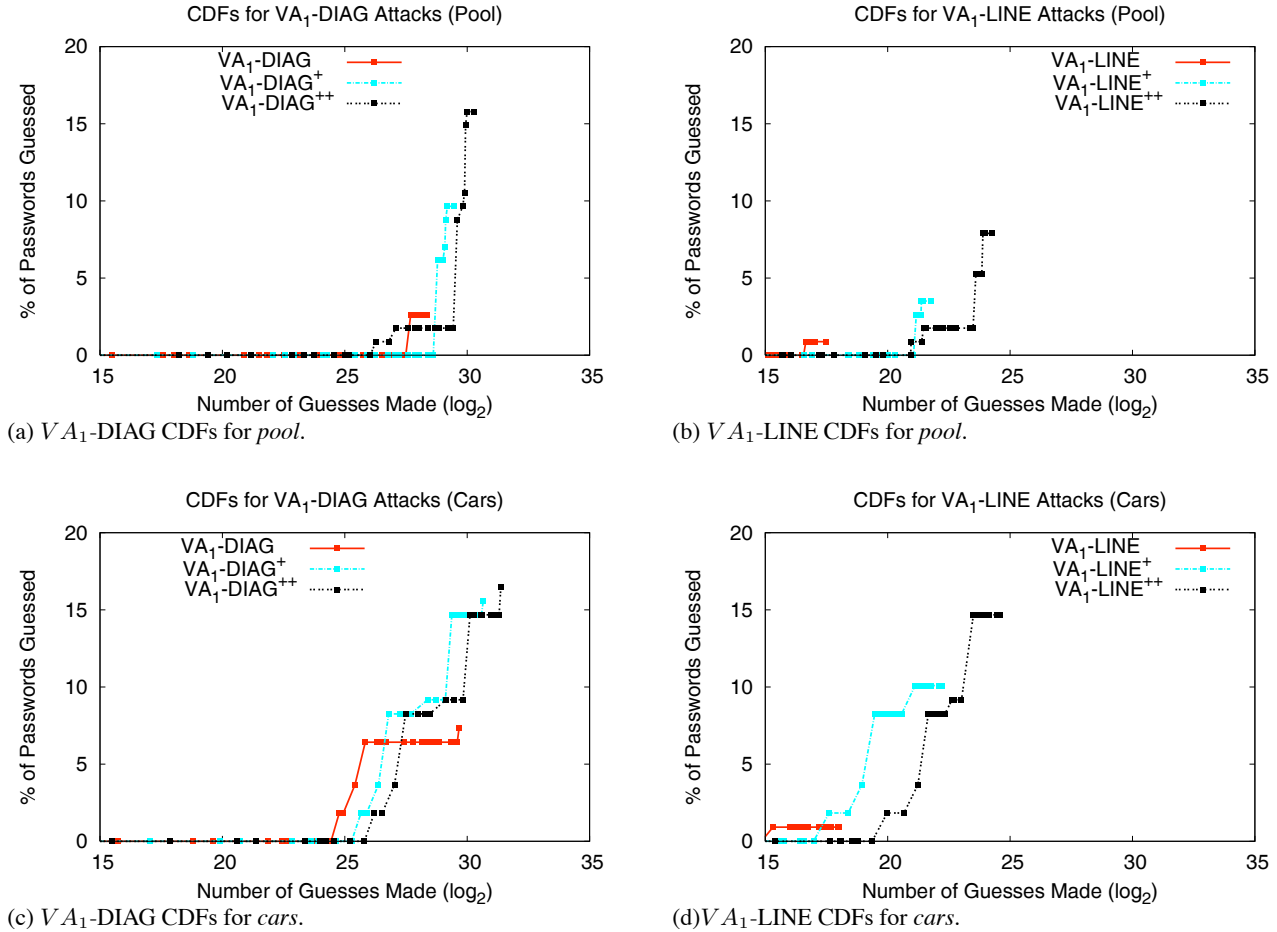 CDFs for VA₁-DIAG Attacks (Pool)
% of Passwords Guessed
20
15
10
5
0
VA₁-DIAG
VA₁-DIAG⁺
VA₁-DIAG⁺⁺
15 20 25 30 35
Number of Guesses Made (log₂)
(a) VA₁-DIAG CDFs for pool.
CDFs for VA₁-LINE Attacks (Pool)
% of Passwords Guessed
20
15
10
5
0
VA₁-LINE
VA₁-LINE⁺
VA₁-LINE⁺⁺
15 20 25 30 35
Number of Guesses Made (log₂)
(b) VA₁-LINE CDFs for pool.
CDFs for VA₁-DIAG Attacks (Cars)
% of Passwords Guessed
20
15
10
5
0
VA₁-DIAG
VA₁-DIAG⁺
VA₁-DIAG⁺⁺
15 20 25 30 35
Number of Guesses Made (log₂)
(c) VA₁-DIAG CDFs for cars.
CDFs for VA₁-LINE Attacks (Cars)
% of Passwords Guessed
20
15
10
5
0
VA₁-LINE
VA₁-LINE⁺
VA₁-LINE⁺⁺
15 20 25 30 35
Number of Guesses Made (log₂)
(d)VA₁-LINE CDFs for cars.